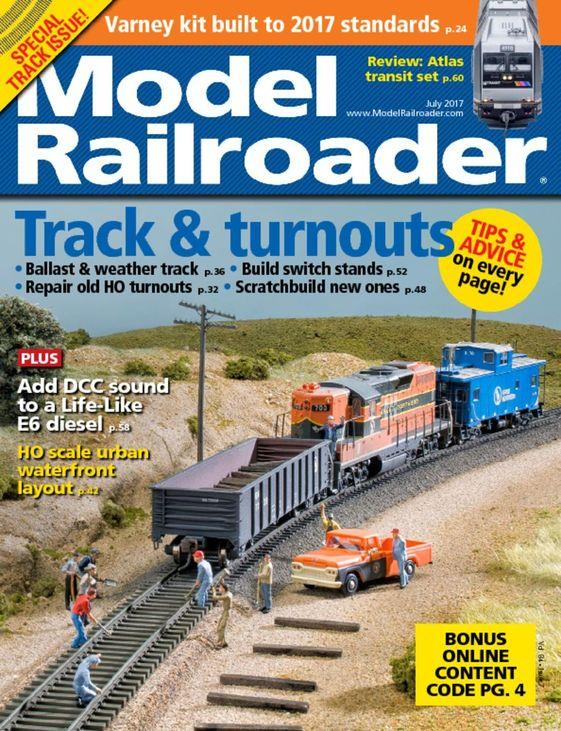 SPECIAL
TRACK ISSUE!
Varney kit built to 2017 standards p.24
Review: Atlas
transit set p.60
Model
July 2017
www.ModelRailroader.com
Railroader®
Track & turnouts
• Ballast & weather track p.36 • Build switch stands p.52
• Repair old HO turnouts p.32 • Scratchbuild new ones p.48
TIPS &
ADVICE
on every
page!
PLUS
Add DCC sound
to a Life-Like
E6 diesel p.58
HO scale urban
waterfront
layout p.42
703
BONUS
ONLINE
CONTENT
CODE PG. 4